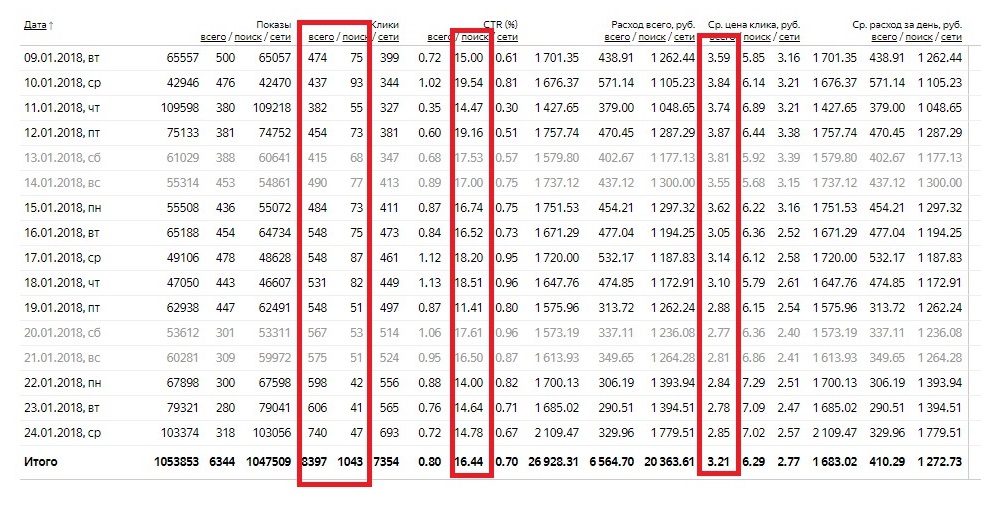 Дата↑ Показы Клики CTR (%) Расход всего, руб. Ср. цена клика, руб. Ср. расход за день, руб.
всего / поиск / сети всего / поиск / сети всего / поиск / сети всего / поиск / сети всего / поиск / сети всего / поиск / сети
09.01.2018, вт 65557 500 65057 474 75 399 0.72 15.00 0.61 1 701.35 438.91 1 262.44 3.59 5.85 3.16 1 701.35 438.91 1 262.44
10.01.2018, ср 42946 476 42470 437 93 344 1.02 19.54 0.81 1 676.37 571.14 1 105.23 3.84 6.14 3.21 1 676.37 571.14 1 105.23
11.01.2018, чт 109598 380 109218 382 55 327 0.35 14.47 0.30 1 427.65 379.00 1 048.65 3.74 6.89 3.21 1 427.65 379.00 1 048.65
12.01.2018, пт 75133 381 74752 454 73 381 0.60 19.16 0.51 1 757.74 470.45 1 287.29 3.87 6.44 3.38 1 757.74 470.45 1 287.29
13.01.2018, сб 61029 388 60641 415 68 347 0.68 17.53 0.57 1 579.80 402.67 1 177.13 3.81 5.92 3.39 1 579.80 402.67 1 177.13
14.01.2018, вс 55314 453 54861 490 77 413 0.89 17.00 0.75 1 737.12 437.12 1 300.00 3.55 5.68 3.15 1 737.12 437.12 1 300.00
15.01.2018, пн 55508 436 55072 484 73 411 0.87 16.74 0.75 1 751.53 454.21 1 297.32 3.62 6.22 3.16 1 751.53 454.21 1 297.32
16.01.2018, вт 65188 454 64734 548 75 473 0.84 16.52 0.73 1 671.29 477.04 1 194.25 3.05 6.36 2.52 1 671.29 477.04 1 194.25
17.01.2018, ср 49106 478 48628 548 87 461 1.12 18.20 0.95 1 720.00 532.17 1 187.83 3.14 6.12 2.58 1 720.00 532.17 1 187.83
18.01.2018, чт 47050 443 46607 531 82 449 1.13 18.51 0.96 1 647.76 474.85 1 172.91 3.10 5.79 2.61 1 647.76 474.85 1 172.91
19.01.2018, пт 62938 447 62491 548 51 497 0.87 11.41 0.80 1 575.96 313.72 1 262.24 2.88 6.15 2.54 1 575.96 313.72 1 262.24
20.01.2018, сб 53612 301 53311 567 53 514 1.06 17.61 0.96 1 573.19 337.11 1 236.08 2.77 6.36 2.40 1 573.19 337.11 1 236.08
21.01.2018, вс 60281 309 59972 575 51 524 0.95 16.50 0.87 1 613.93 349.65 1 264.28 2.81 6.86 2.41 1 613.93 349.65 1 264.28
22.01.2018, пн 67898 300 67598 598 42 556 0.88 14.00 0.82 1 700.13 306.19 1 393.94 2.84 7.29 2.51 1 700.13 306.19 1 393.94
23.01.2018, вт 79321 280 79041 606 41 565 0.76 14.64 0.71 1 685.02 290.51 1 394.51 2.78 7.09 2.47 1 685.02 290.51 1 394.51
24.01.2018, ср 103374 318 103056 740 47 693 0.72 14.78 0.67 2 109.47 329.96 1 779.51 2.85 7.02 2.57 2 109.47 329.96 1 779.51
Итого 1053853 6344 1047509 8397 1043 7354 0.80 16.44 0.70 26 928.31 6 564.70 20 363.61 3.21 6.29 2.77 1 683.02 410.29 1 272.73